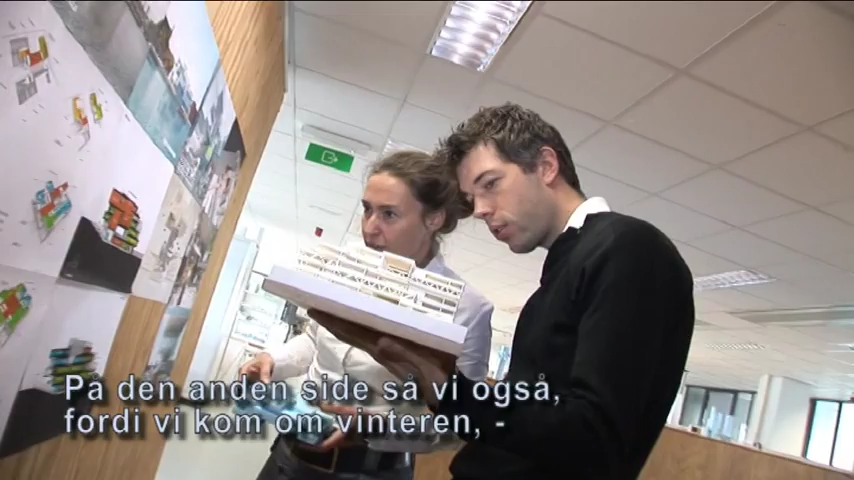 På den anden side så vi også,
fordi vi kom om vinteren, -